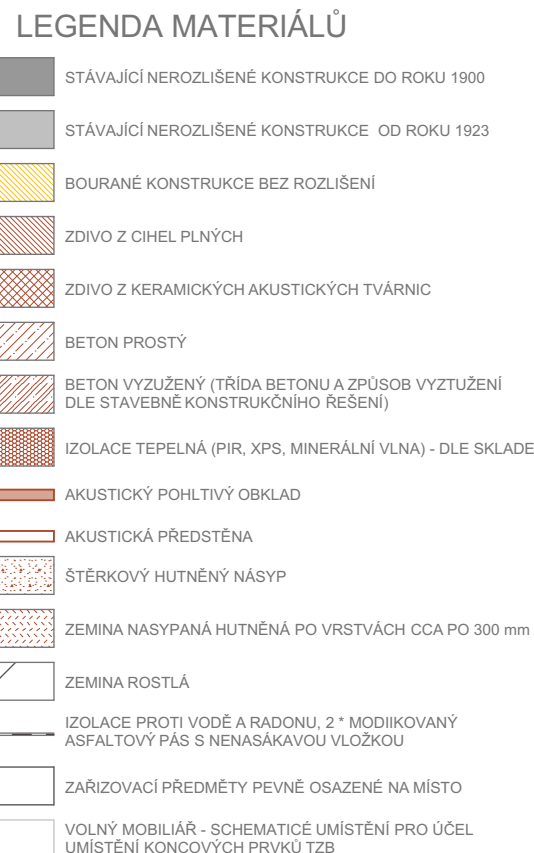 LEGENDA MATERIÁLŮ
STÁVAJÍCÍ NEROZLIŠENÉ KONSTRUKCE DO ROKU 1900
STÁVAJÍCÍ NEROZLIŠENÉ KONSTRUKCE OD ROKU 1923
BOURANÉ KONSTRUKCE BEZ ROZLIŠENÍ
ZDIVO Z CIHEL PLNÝCH
ZDIVO Z KERAMICKÝCH AKUSTICKÝCH TVÁRNIC
BETON PROSTÝ
BETON VYZUŽENÝ (TŘÍDA BETONU A ZPŮSOB VYZTUŽENÍ
DLE STAVEBNĚ KONSTRUKČNÍHO ŘEŠENÍ)
IZOLACE TEPELNÁ (PIR, XPS, MINERÁLNÍ VLNA) - DLE SKLADE
AKUSTICKÝ POHLTIVÝ OBKLAD
AKUSTICKÁ PŘEDSTĚNA
ŠTĚRKOVÝ HUTNĚNÝ NÁSYP
ZEMINA NASYPANÁ HUTNĚNÁ PO VRSTVÁCH CCA PO 300 mm
ZEMINA ROSTLÁ
IZOLACE PROTI VODĚ A RADONU, 2 * MODIIKOVANÝ
ASFALTOVÝ PÁS S NENASÁKAVOU VLOŽKOU
ZAŘIZOVACÍ PŘEDMĚTY PEVNĚ OSAZENÉ NA MÍSTO
VOLNÝ MOBILIÁŘ - SCHEMATICÉ UMÍSTĚNÍ PRO ÚČEL
UMÍSTĚNÍ KONCOVÝCH PRVKŮ TZB